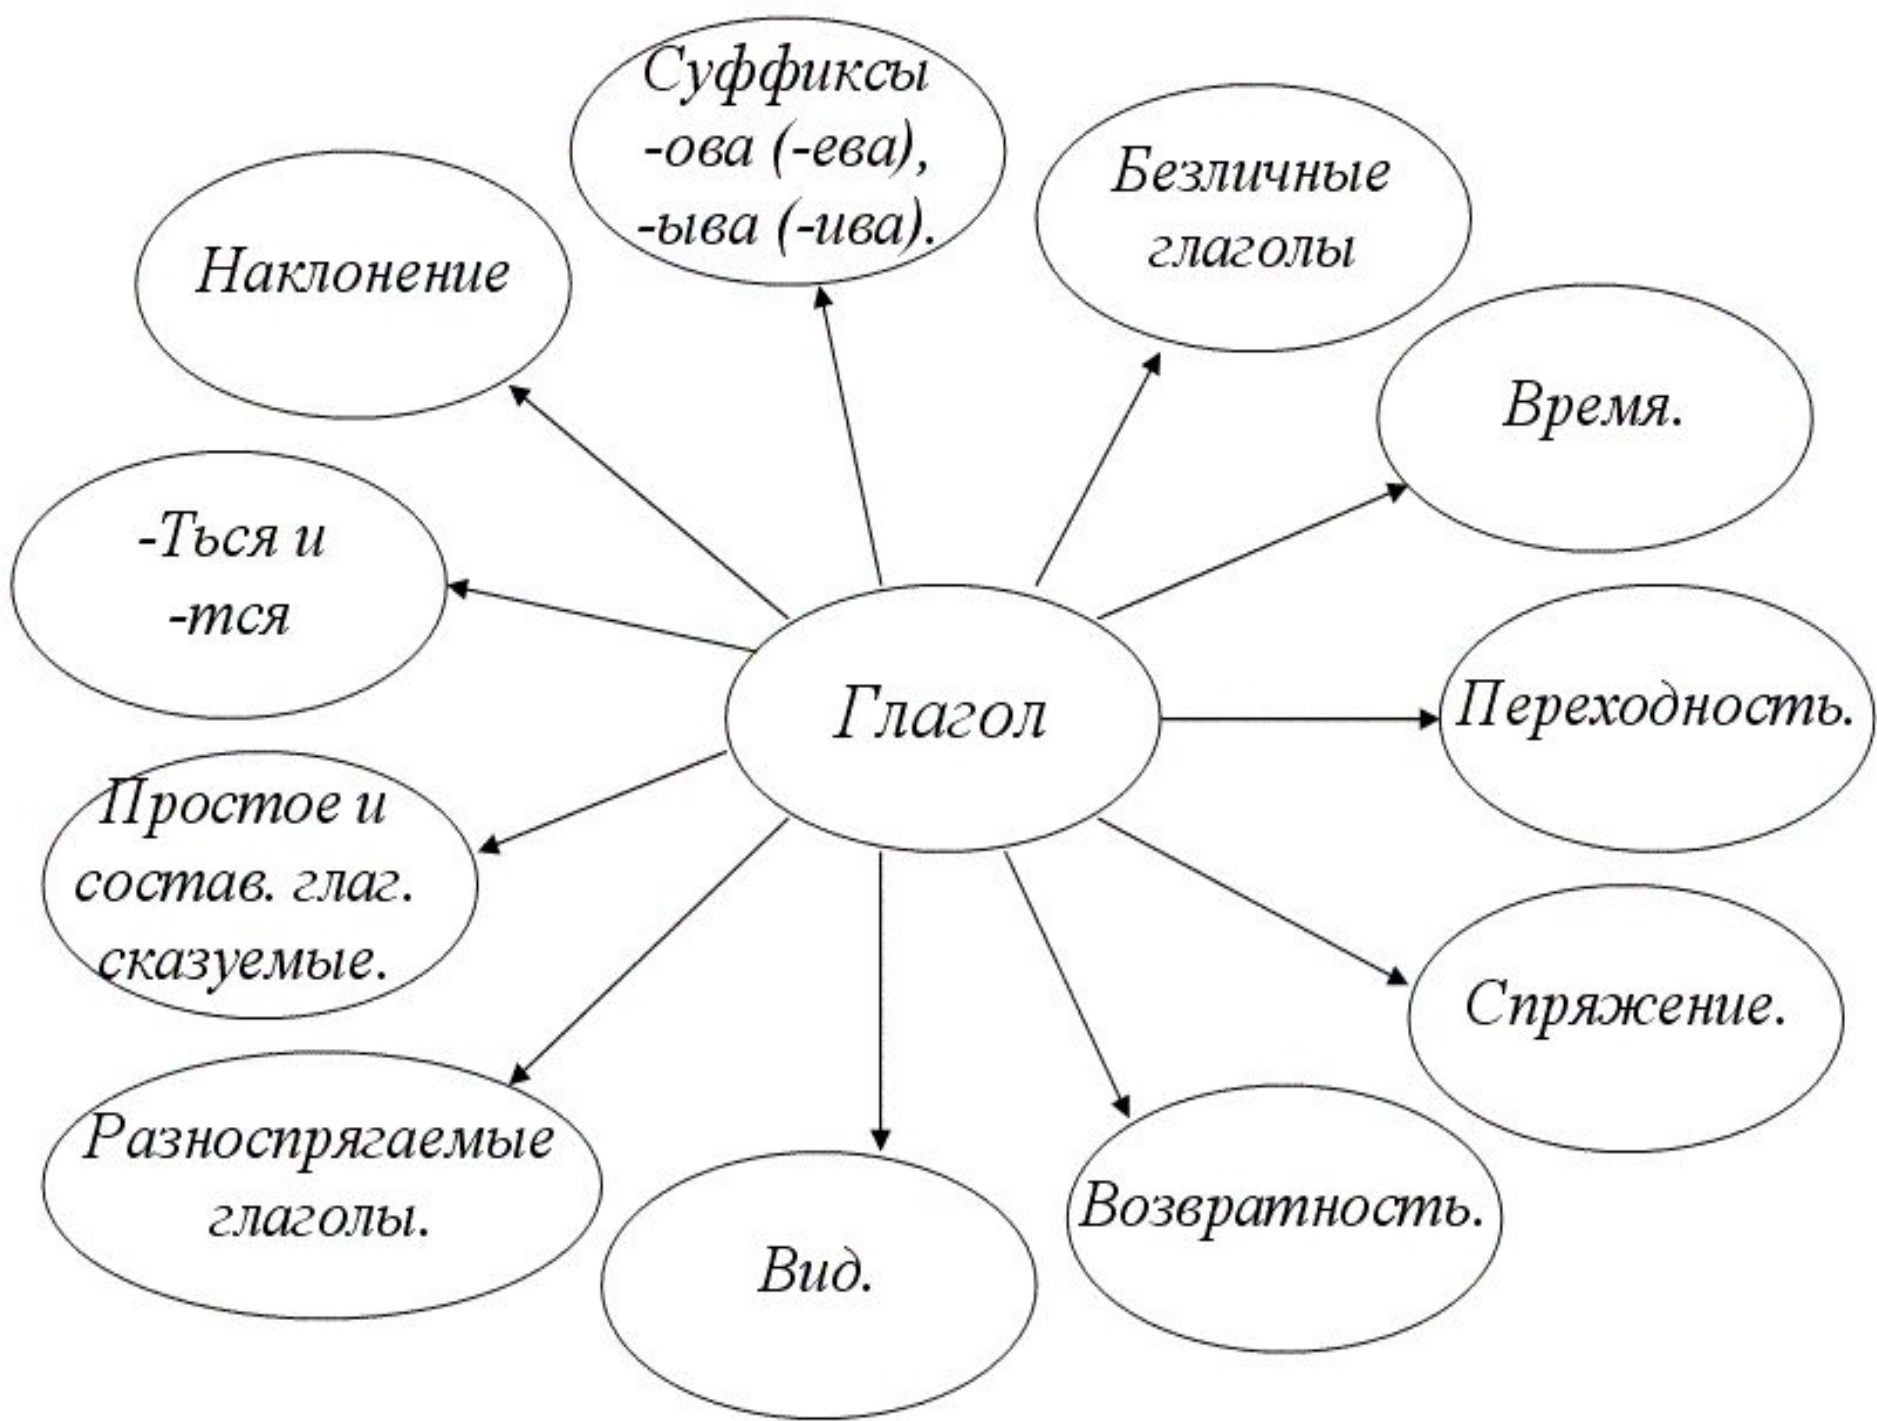 Суффиксы
-ова (-ева),
-ыва (-ива).
Безличные
глаголы
Наклонение
Время.
-Ться и
-тся
Глагол
Переходность.
Простое и
состав. глаг.
сказуемые.
Спряжение.
Разноспрягаемые
глаголы.
Возвратность.
Вид.